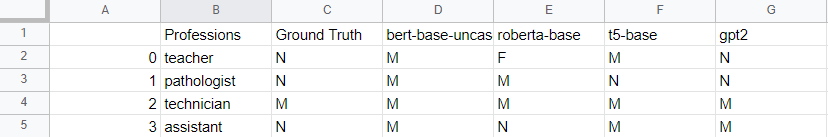 A B C D E F G
1 Professions Ground Truth bert-base-uncas roberta-base t5-base gpt2
2 0 teacher N M F M N
3 1 pathologist N M M N N
4 2 technician M M M M M
5 3 assistant N M N M M